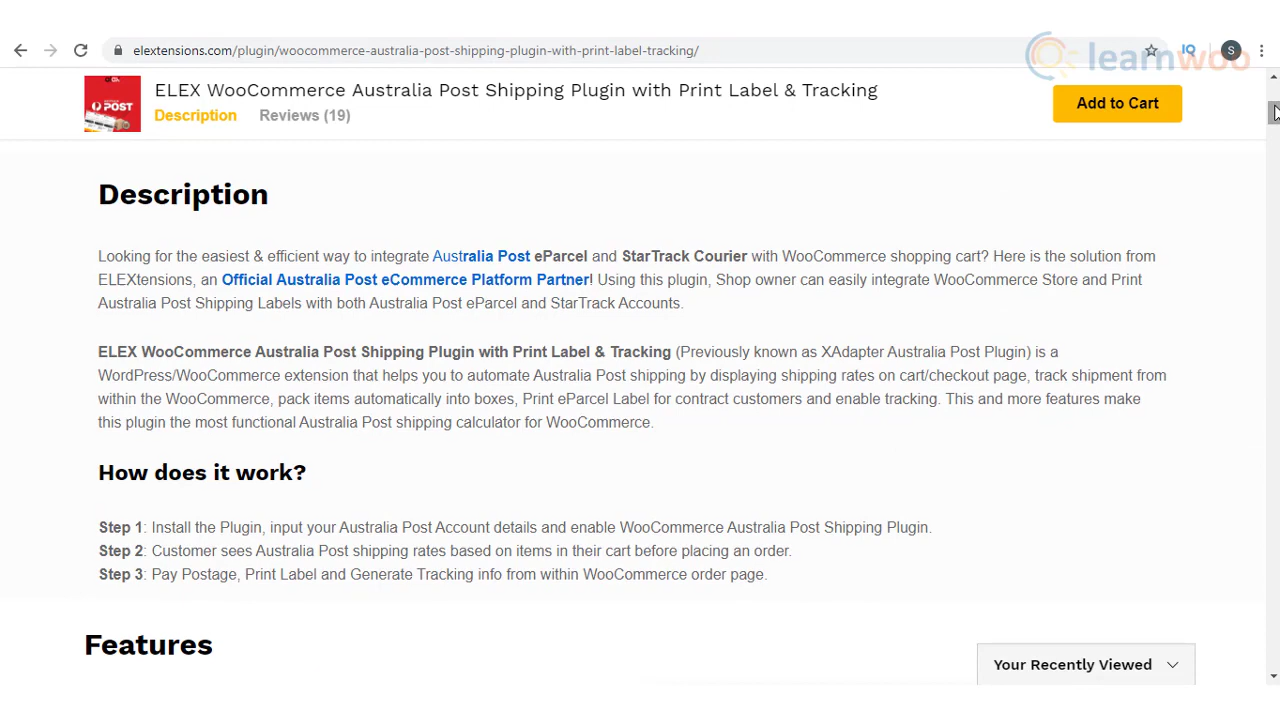 elextensions.com/plugin/woocommerce-australia-post-shipping-plugin-with-print-label-tracking/
IQ
S
learnwoo
POST
ELEX WooCommerce Australia Post Shipping Plugin with Print Label & Tracking
Description
Reviews (19)
Add to Cart
Description
Looking for the easiest & efficient way to integrate Australia Post eParcel and StarTrack Courier with WooCommerce shopping cart? Here is the solution from
ELEXtensions, an Official Australia Post eCommerce Platform Partner! Using this plugin, Shop owner can easily integrate WooCommerce Store and Print
Australia Post Shipping Labels with both Australia Post eParcel and StarTrack Accounts.
ELEX WooCommerce Australia Post Shipping Plugin with Print Label & Tracking (Previously known as XAdapter Australia Post Plugin) is a
WordPress/WooCommerce extension that helps you to automate Australia Post shipping by displaying shipping rates on cart/checkout page, track shipment from
within the WooCommerce, pack items automatically into boxes, Print eParcel Label for contract customers and enable tracking. This and more features make
this plugin the most functional Australia Post shipping calculator for WooCommerce.
How does it work?
Step 1: Install the Plugin, input your Australia Post Account details and enable WooCommerce Australia Post Shipping Plugin.
Step 2: Customer sees Australia Post shipping rates based on items in their cart before placing an order.
Step 3: Pay Postage, Print Label and Generate Tracking info from within WooCommerce order page.
Features
Your Recently Viewed